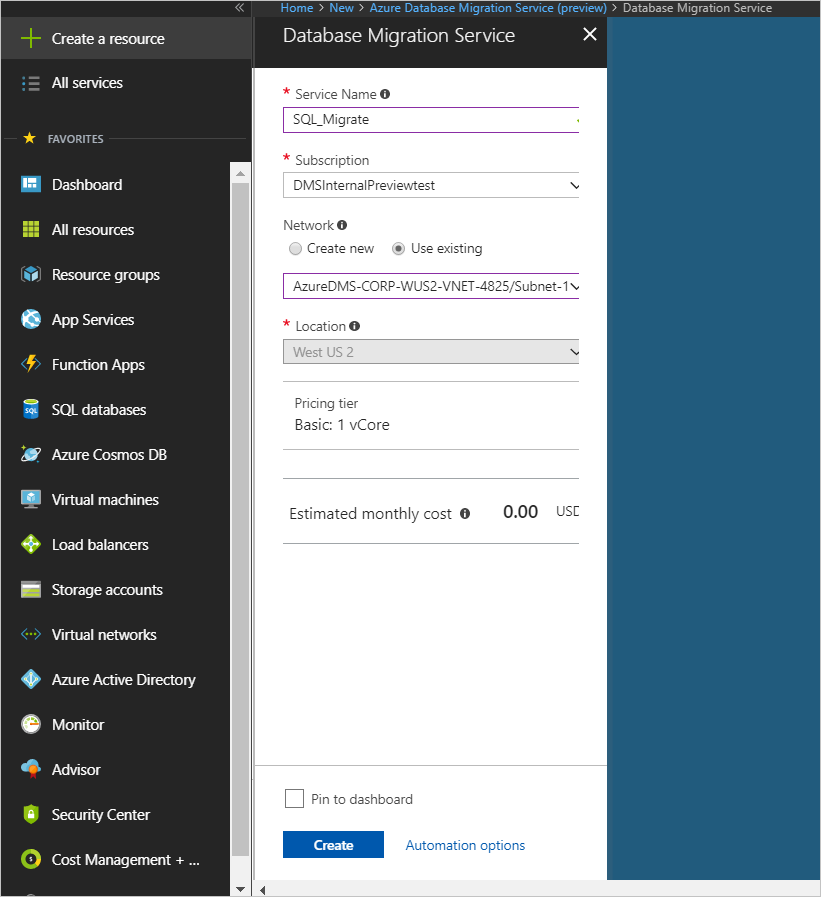 Home > New > Azure Database Migration Service (preview) > Database Migration Service
Create a resource
All services
FAVORITES
Dashboard
All resources
Resource groups
App Services
Function Apps
SQL databases
Azure Cosmos DB
Virtual machines
Load balancers
Storage accounts
Virtual networks
Azure Active Directory
Monitor
Advisor
Security Center
Cost Management + ...
Database Migration Service
* Service Name
SQL_Migrate
* Subscription
DMSInternalPreviewtest
Network
Create new Use existing
AzureDMS-CORP-WUS2-VNET-4825/Subnet-1
* Location
West US 2
Pricing tier
Basic: 1 vCore
Estimated monthly cost 0.00 USD
Pin to dashboard
Create Automation options